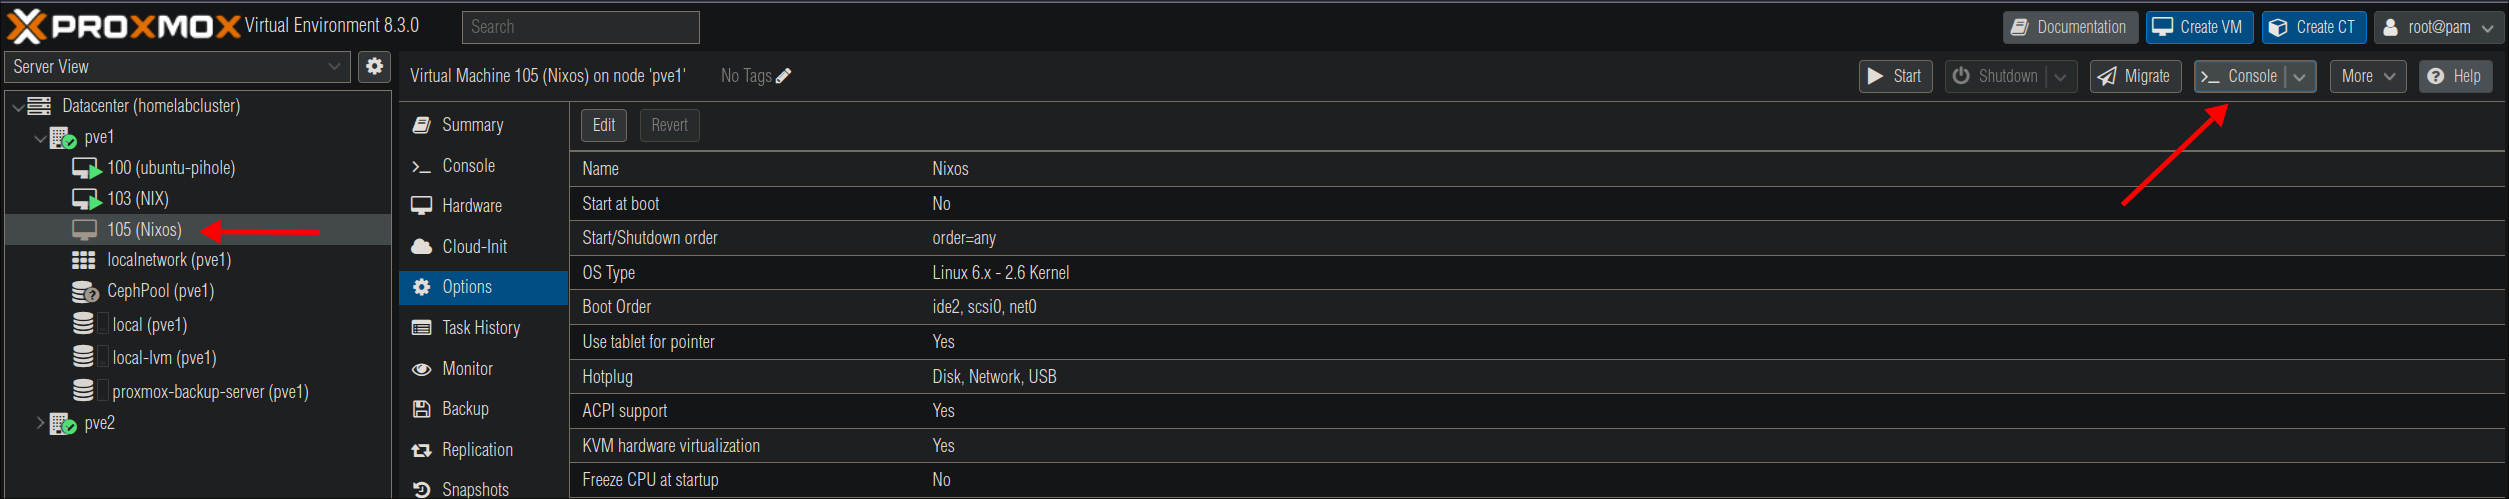 PROXMOX Virtual Environment 8.3.0
Search
Documentation
Create VM
Create CT
root@pam
Server View
Datacenter (homelabcluster)
pve1
100 (ubuntu-pihole)
103 (NIX)
105 (Nixos)
localnetwork (pve1)
CephPool (pve1)
local (pve1)
local-lvm (pve1)
proxmox-backup-server (pve1)
pve2
Virtual Machine 105 (Nixos) on node 'pve1'
No Tags
Start
Shutdown
Migrate
Console
More
Help
Summary
Console
Hardware
Cloud-Init
Options
Task History
Monitor
Backup
Replication
Snapshots
Edit
Revert
Name Nixos
Start at boot No
Start/Shutdown order order=any
OS Type Linux 6.x - 2.6 Kernel
Boot Order ide2, scsi0, net0
Use tablet for pointer Yes
Hotplug Disk, Network, USB
ACPI support Yes
KVM hardware virtualization Yes
Freeze CPU at startup No